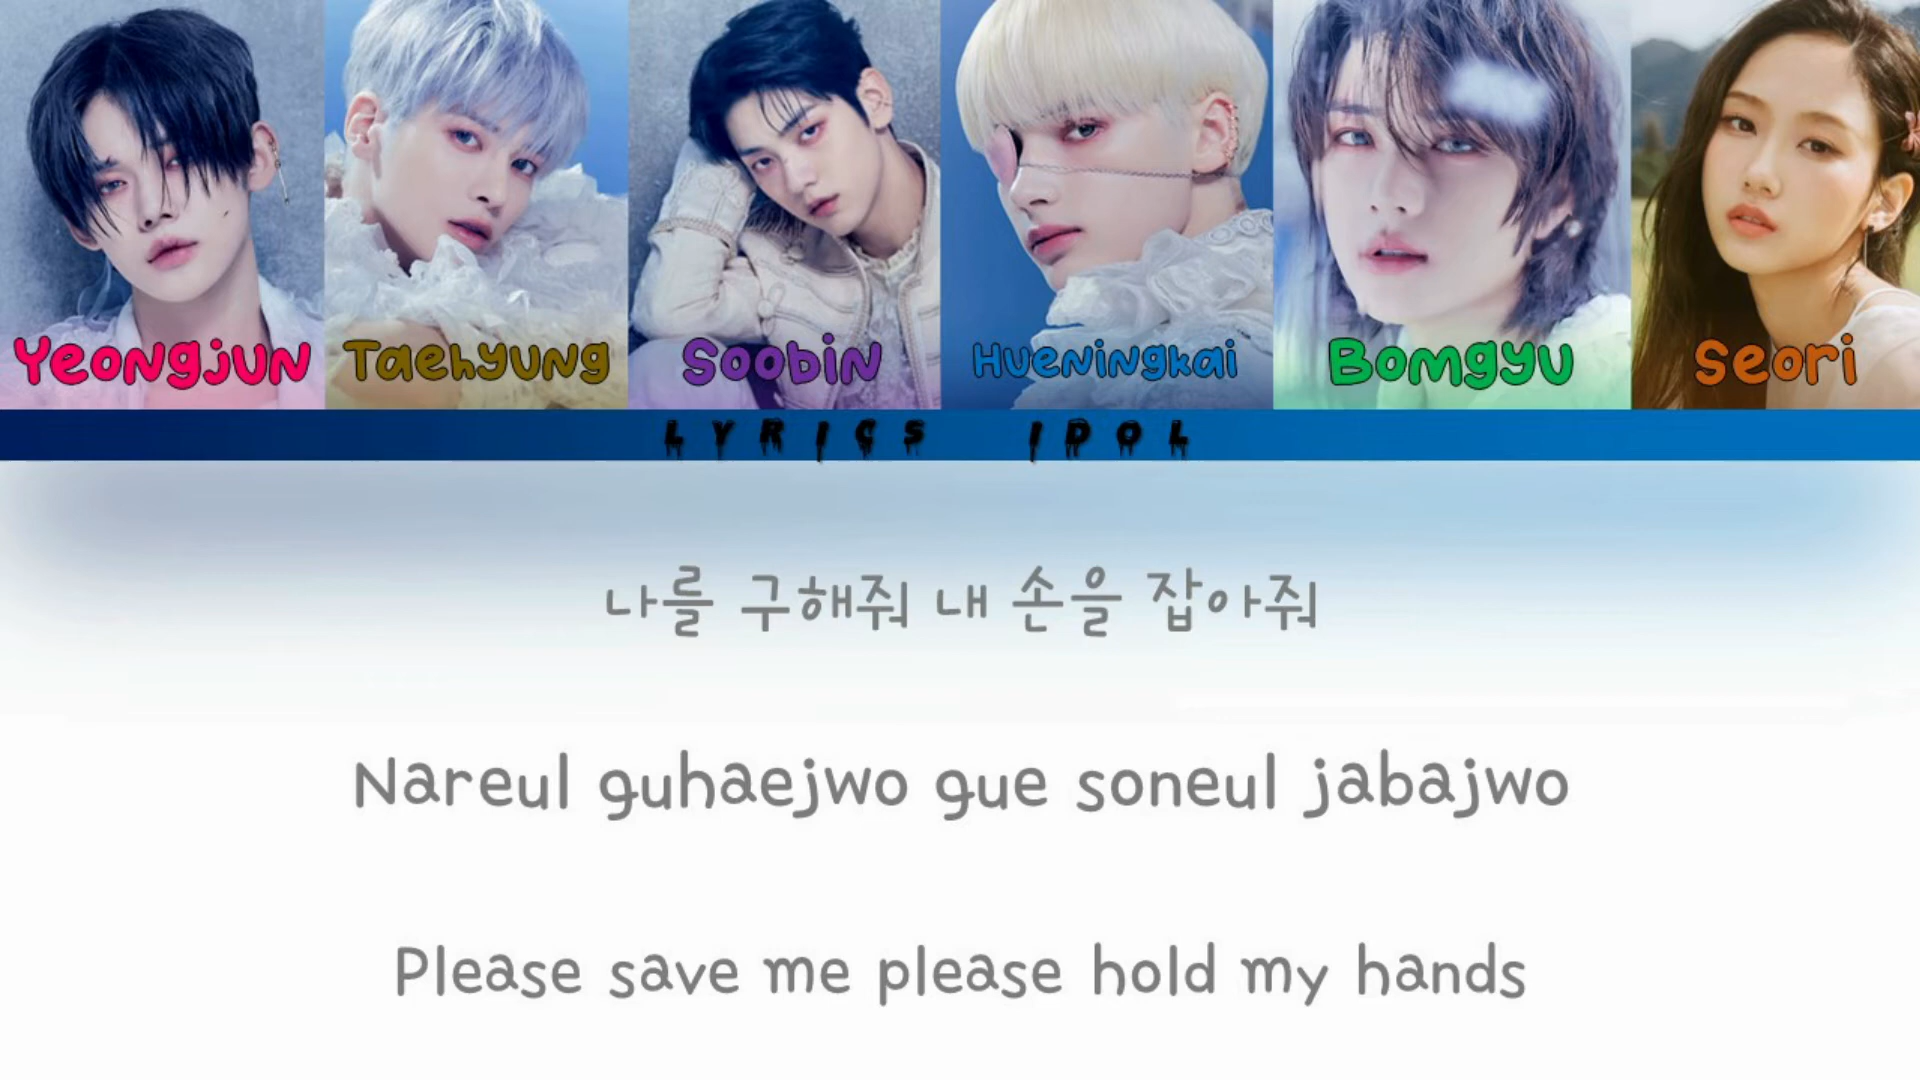 Yeongjun Taehyung Soobin Hueningkai Bomgyu Seori
LYRICS IDOL
나를 구해줘 내 손을 잡아줘
Nareul guhaejwo gue soneul jabajwo
Please save me please hold my hands